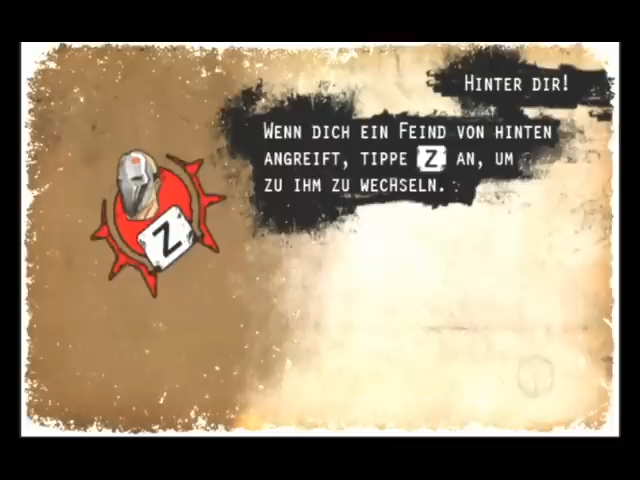 Hinter dir!
Wenn dich ein Feind von hinten
angreift, tippe Z an, um
zu ihm zu wechseln.
Z